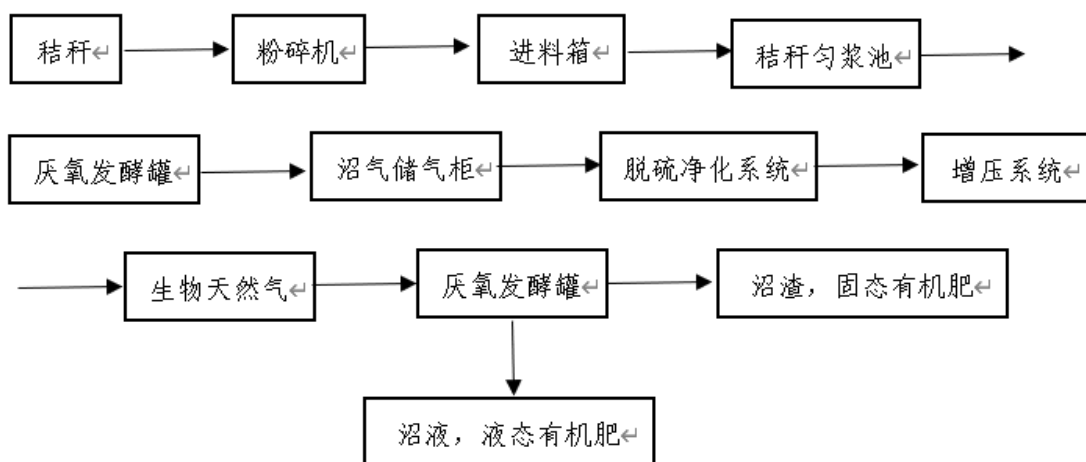 秸秆↵ 粉碎机↵ 进料箱↵ 秸秆匀浆池↵
厌氧发酵罐↵ 沼气储气柜↵ 脱硫净化系统↵ 增压系统↵
生物天然气↵ 厌氧发酵罐↵ 沼渣，固态有机肥↵
沼液，液态有机肥↵